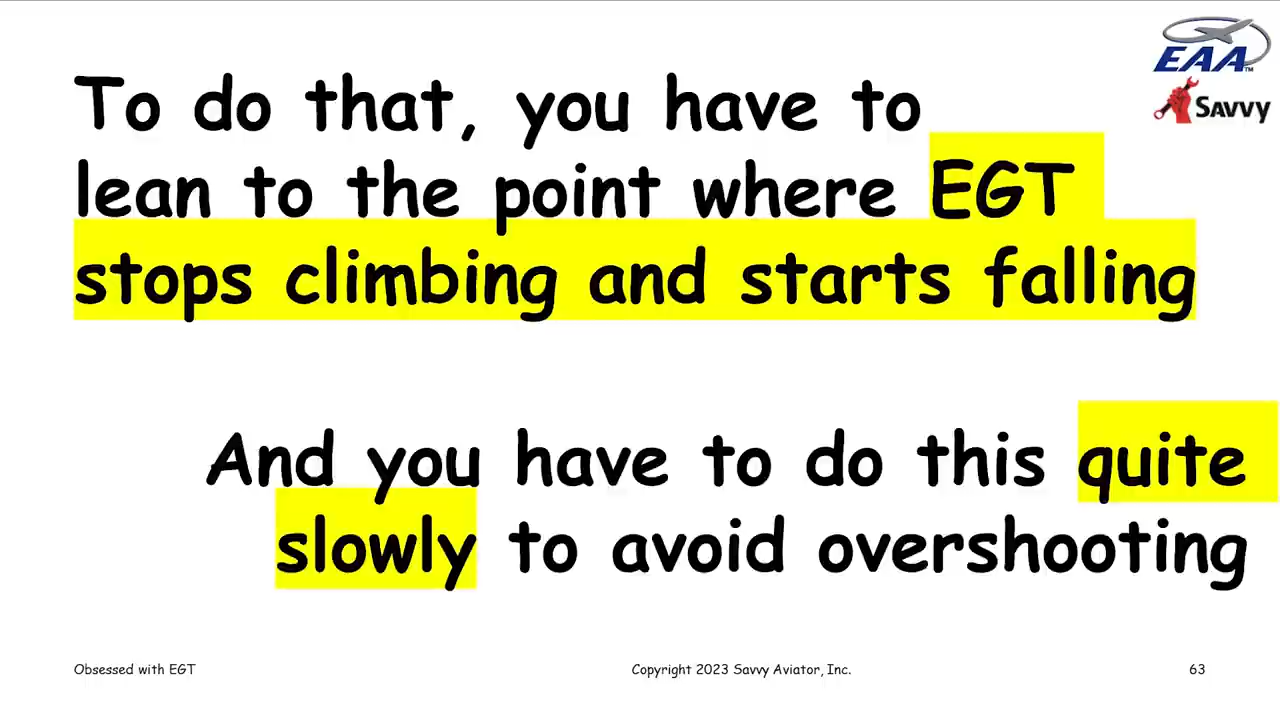 EAA
Savvy
To do that, you have to
lean to the point where EGT
stops climbing and starts falling
And you have to do this quite
slowly to avoid overshooting
Obsessed with EGT
Copyright 2023 Savvy Aviator, Inc.
63